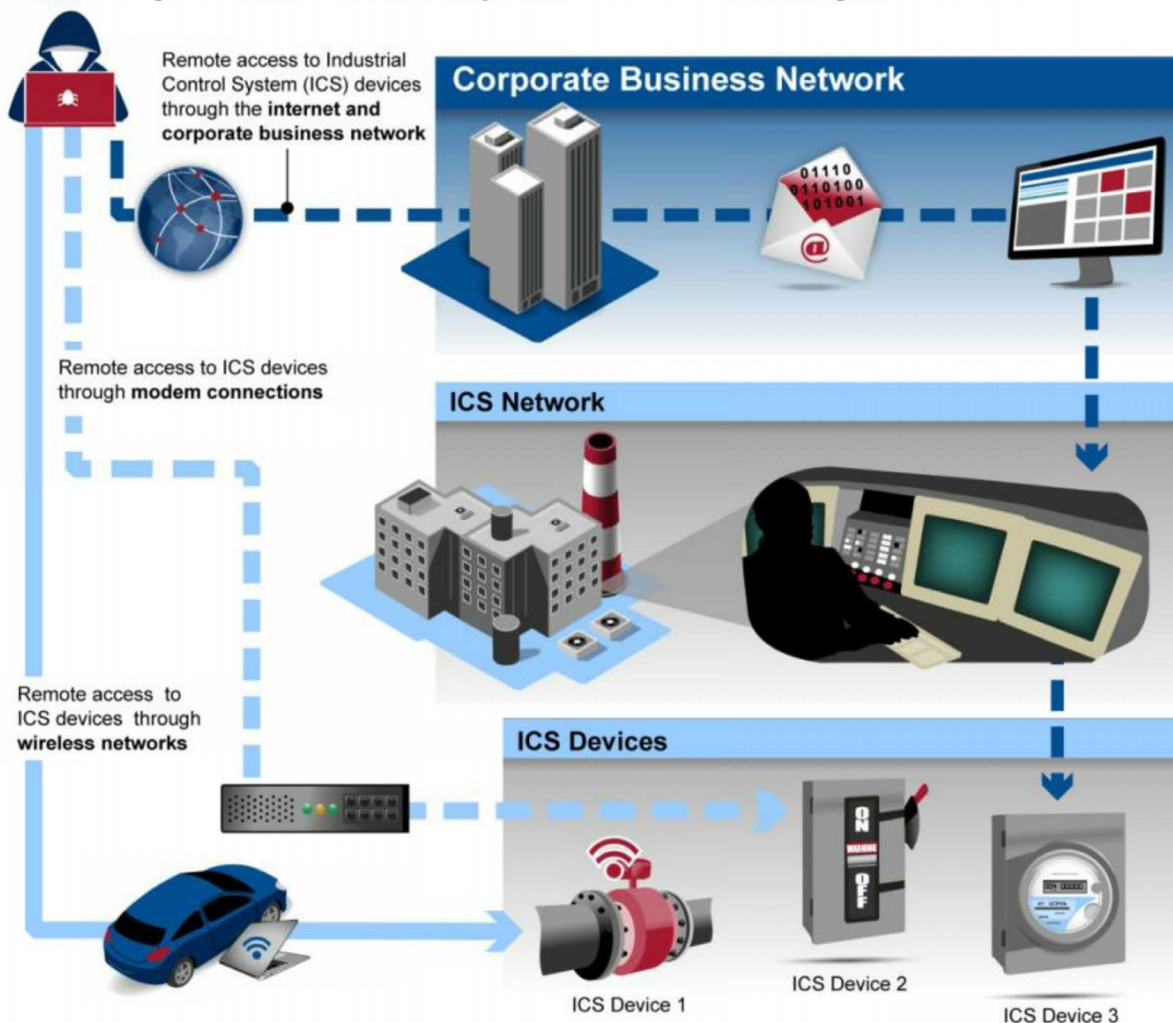 Remote access to Industrial
Control System (ICS) devices
through the internet and
corporate business network
Corporate Business Network
01110
0110100
101001
@
Remote access to ICS devices
through modem connections
ICS Network
Remote access to
ICS devices through
wireless networks
ICS Devices
ON
WARNING
OFF
ICS Device 1
ICS Device 2
ICS Device 3